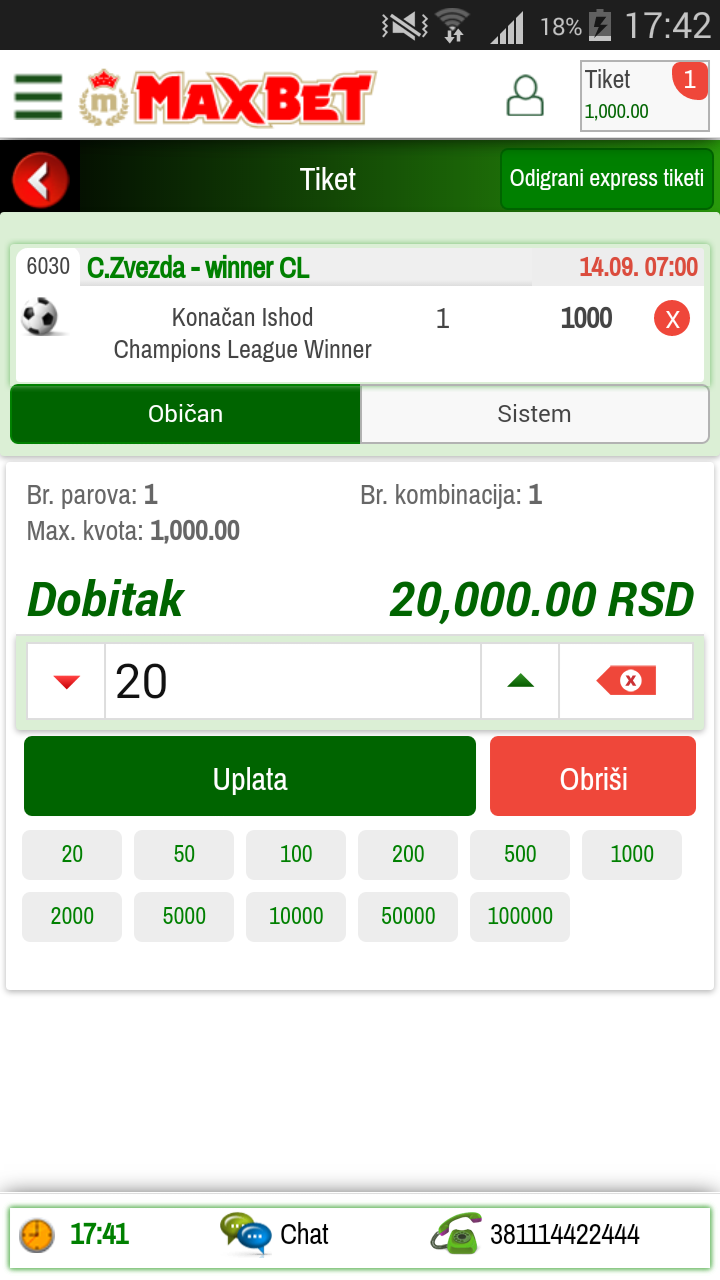 18% 17:42
m MAXBET Tiket 1
1,000.00
Tiket Odigrani express tiketi
6030 C.Zvezda - winner CL 14.09. 07:00
Konačan Ishod 1 1000 X
Champions League Winner
Običan Sistem
Br. parova: 1 Br. kombinacija: 1
Max. kvota: 1,000.00
Dobitak 20,000.00 RSD
20 x
Uplata Obriši
20 50 100 200 500 1000
2000 5000 10000 50000 100000
17:41 Chat 381114422444